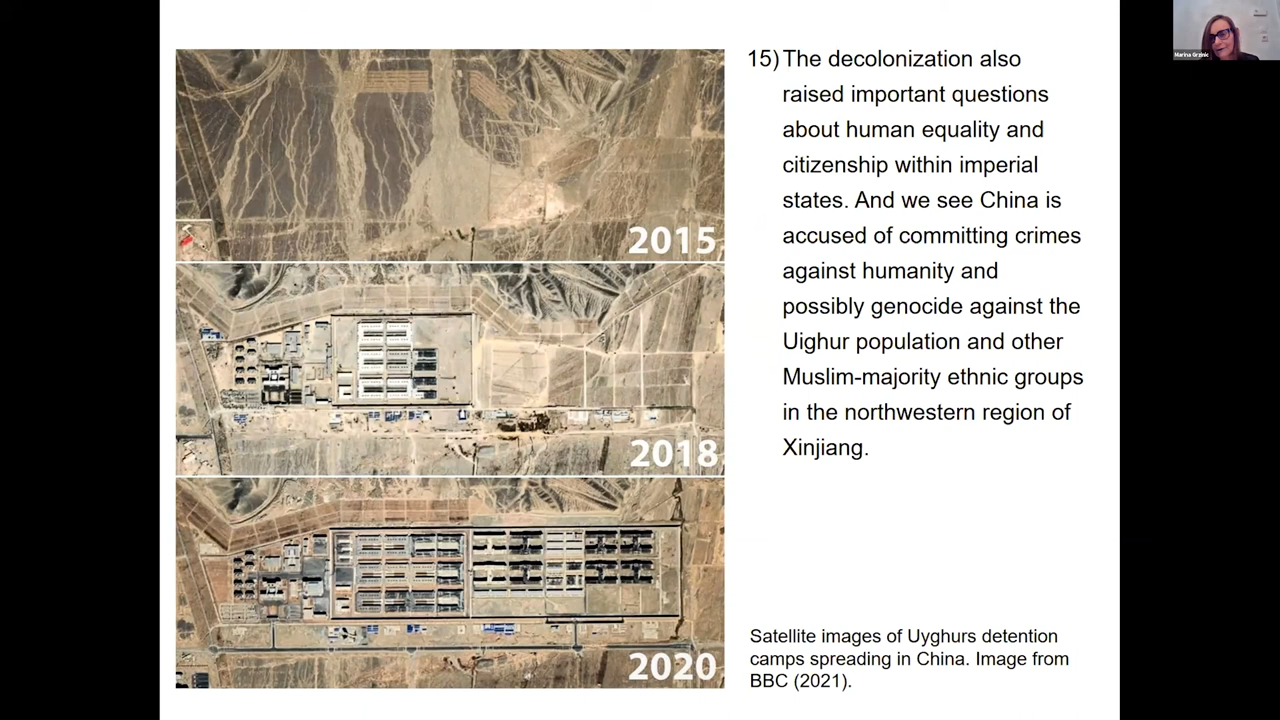 15) The decolonization also
raised important questions
about human equality and
citizenship within imperial
states. And we see China is
accused of committing crimes
against humanity and
possibly genocide against the
Uighur population and other
Muslim-majority ethnic groups
in the northwestern region of
Xinjiang.
2015
2018
2020
Satellite images of Uyghurs detention
camps spreading in China. Image from
BBC (2021).
Marina Grzinic